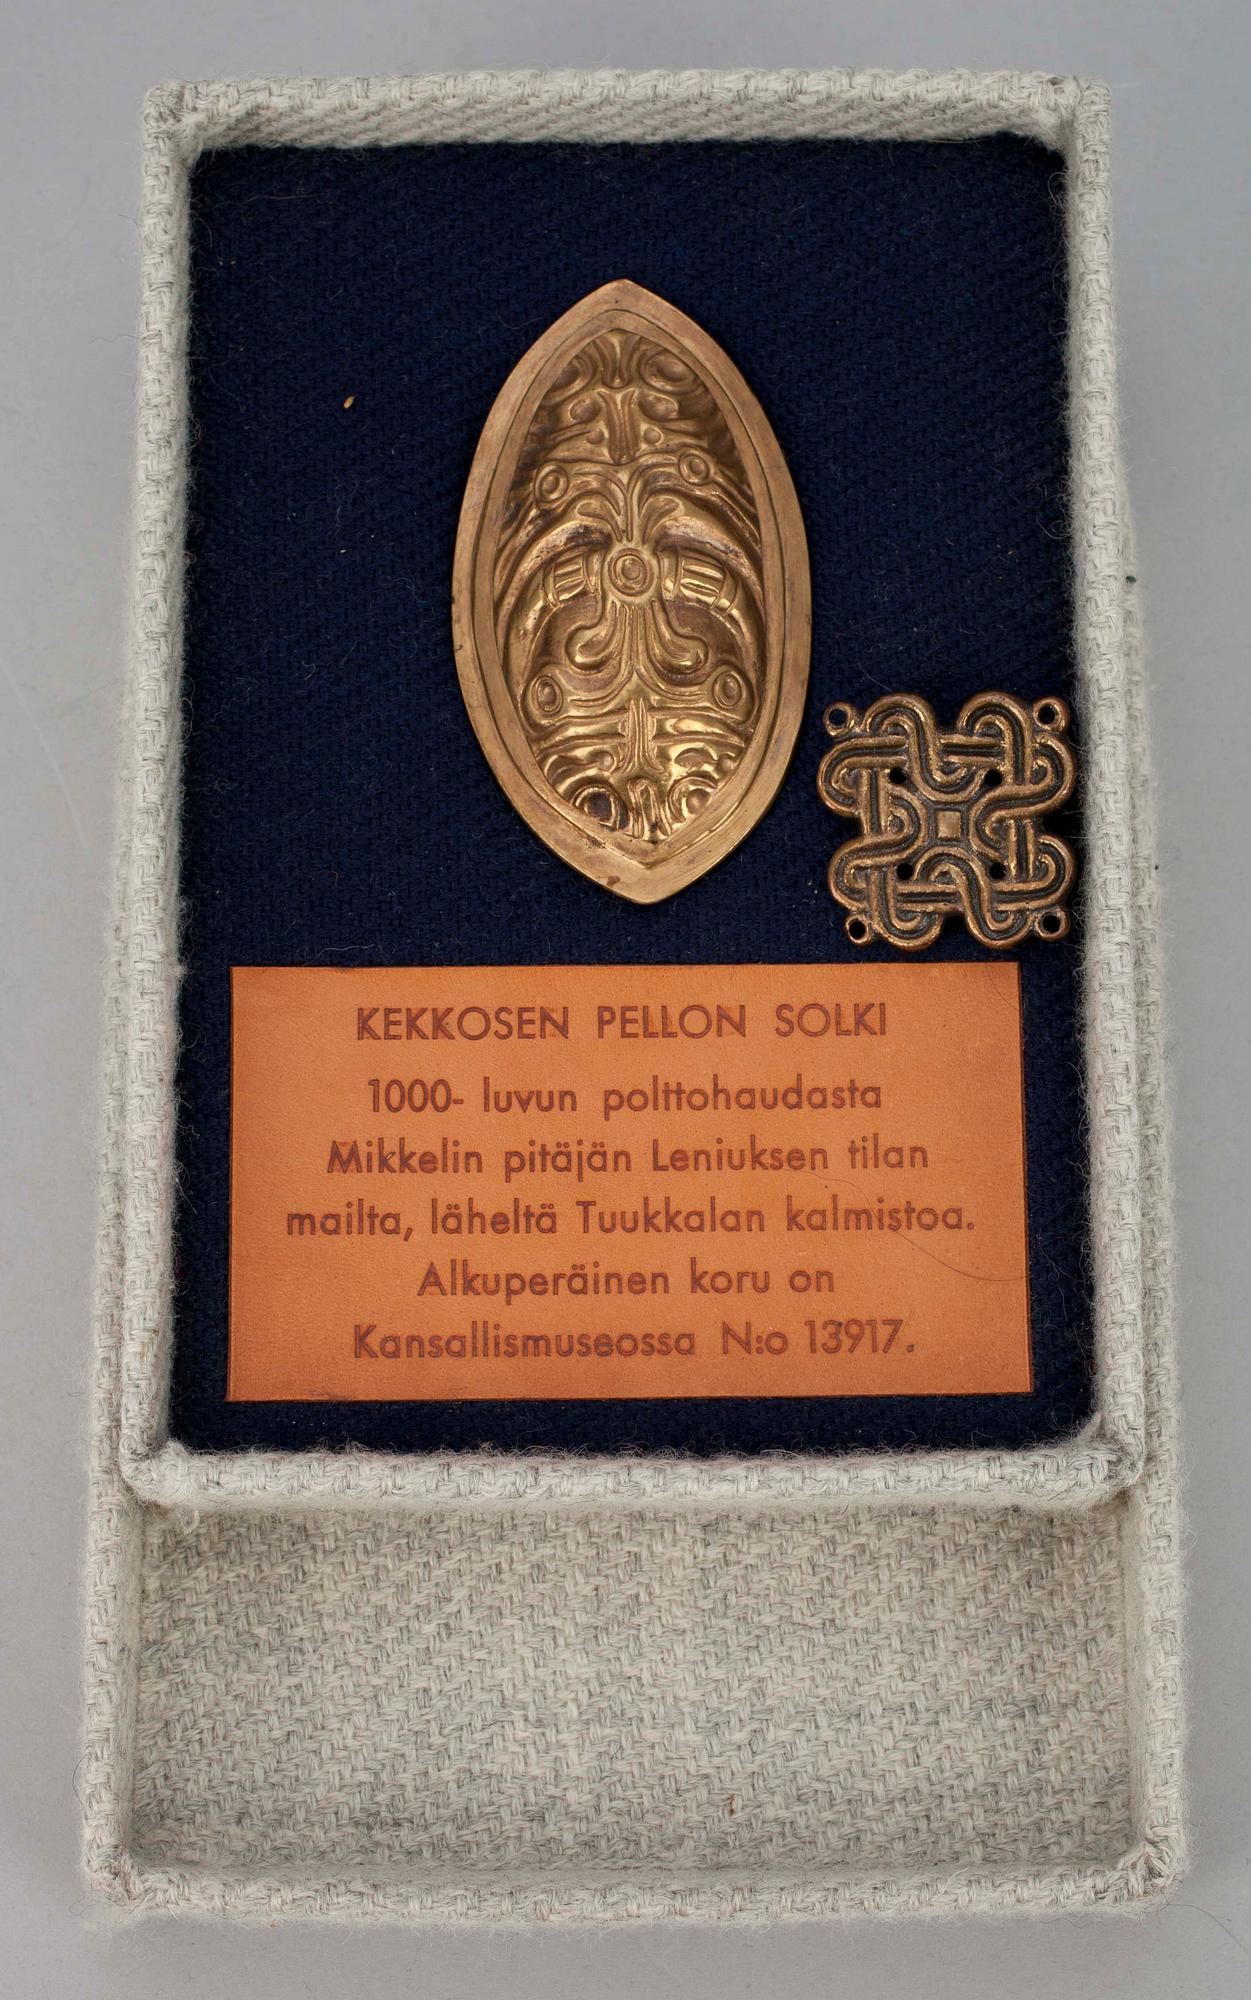 KEKKOSEN PELLON SOLKI
1000- luvun polttohaudasta
Mikkelin pitäjän Leniuksen tilan
mailta, läheltä Tuukkalan kalmistoa.
Alkuperäinen koru on
Kansallismuseossa N:o 13917.